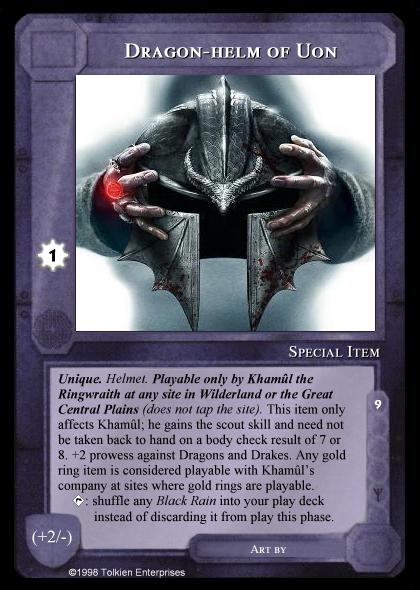 DRAGON-HELM OF UON
1
SPECIAL ITEM
Unique. Helmet. Playable only by Khamûl the
Ringwraith at any site in Wilderland or the Great
Central Plains (does not tap the site). This item only
affects Khamûl; he gains the scout skill and need not
be taken back to hand on a body check result of 7 or
8. +2 prowess against Dragons and Drakes. Any gold
ring item is considered playable with Khamûl's
company at sites where gold rings are playable.
9
: shuffle any Black Rain into your play deck
instead of discarding it from play this phase.
(+2/-)
ART BY
©1998 Tolkien Enterprises